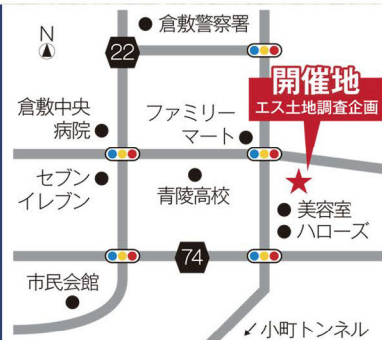 N
倉敷警察署
22
開催地
エス土地調査企画
倉敷中央
病院
ファミリー
マート
セブン
イレブン
青陵高校
美容室
ハローズ
74
市民会館
小町トンネル